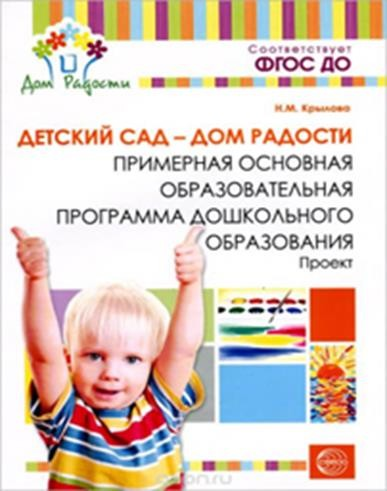 Дом Радости
Соответствует
ФГОС ДО
Н.М. Крылова
ДЕТСКИЙ САД – ДОМ РАДОСТИ
ПРИМЕРНАЯ ОСНОВНАЯ
ОБРАЗОВАТЕЛЬНАЯ
ПРОГРАММА ДОШКОЛЬНОГО
ОБРАЗОВАНИЯ
Проект